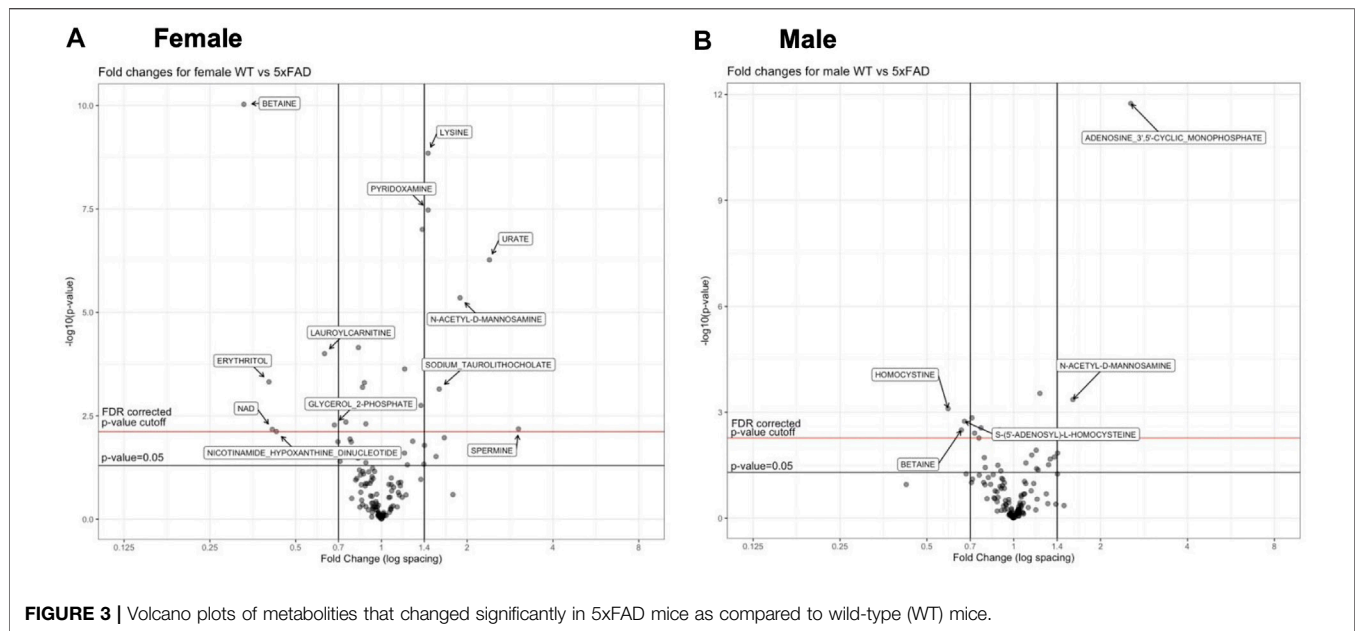 A Female
Fold changes for female WT vs 5xFAD
-log10(p-value)
10.0
7.5
5.0
2.5
0.0
BETAINE
LYSINE
PYRIDOXAMINE
URATE
N-ACETYL-D-MANNOSAMINE
LAUROYLCARNITINE
ERYTHRITOL
SODIUM_TAUROLITHOCHOLATE
GLYCEROL_2-PHOSPHATE
NAD
FDR corrected
p-value cutoff
NICOTINAMIDE_HYPOXANTHINE_DINUCLEOTIDE
SPERMINE
p-value=0.05
0.125 0.25 0.5 0.7 1 1.4 2 4 8
Fold Change (log spacing)
B Male
Fold changes for male WT vs 5xFAD
-log10(p-value)
12
9
6
3
0
ADENOSINE_3',5'-CYCLIC_MONOPHOSPHATE
N-ACETYL-D-MANNOSAMINE
HOMOCYSTINE
FDR corrected
p-value cutoff
S-(5'-ADENOSYL)-L-HOMOCYSTEINE
BETAINE
p-value=0.05
0.125 0.25 0.5 0.7 1 1.4 2 4 8
Fold Change (log spacing)
FIGURE 3 | Volcano plots of metabolities that changed significantly in 5xFAD mice as compared to wild-type (WT) mice.